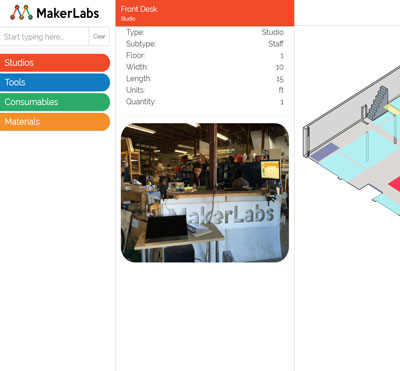 MakerLabs
Start typing here...
Clear
Studios
Tools
Consumables
Materials
Front Desk
Studio
Type: Studio
Subtype: Staff
Floor: 1
Width: 10
Length: 15
Units: ft
Quantity: 1
MakerLabs